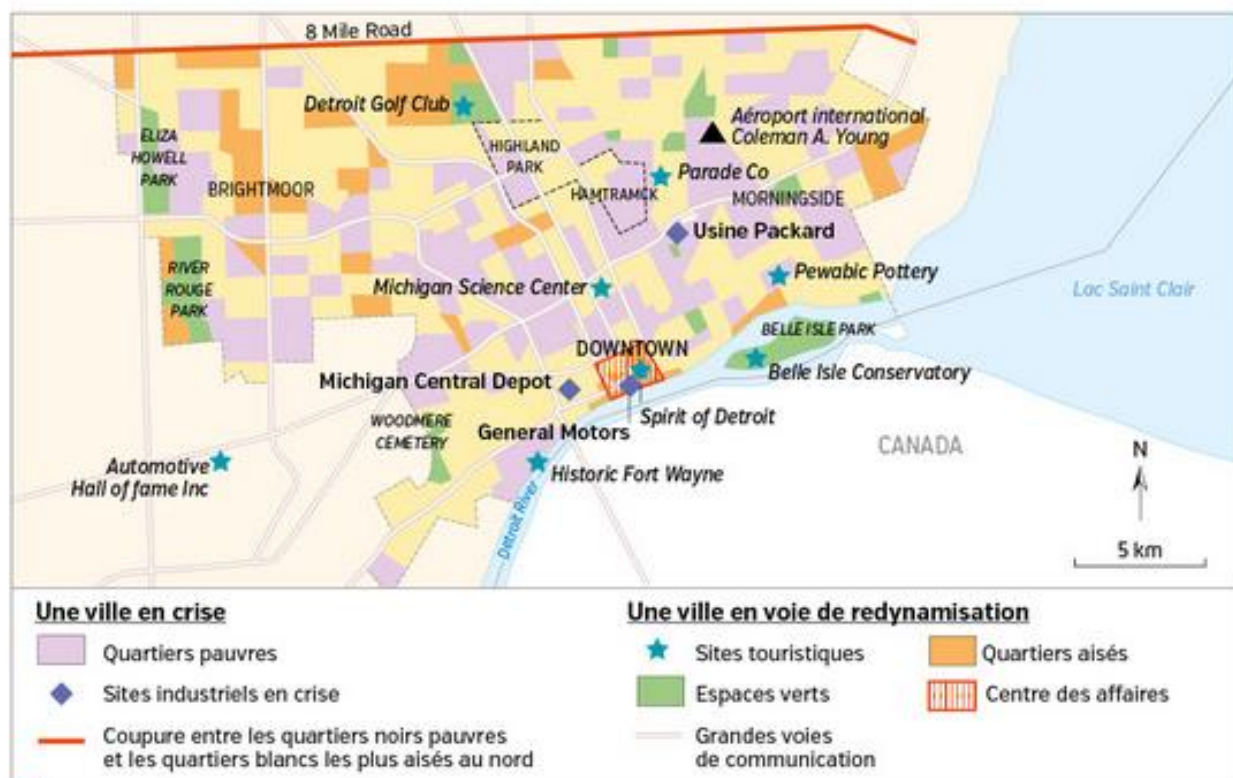 8 Mile Road
Detroit Golf Club
Aéroport international
Coleman A. Young
ELIZA
HOWELL
PARK
HIGHLAND
PARK
Parade Co
BRIGHTMOOR
HAMTRAMCK
MORNINGSIDE
Usine Packard
RIVER
ROUGE
PARK
Michigan Science Center
Pewabic Pottery
Lac Saint Clair
BELLE ISLE PARK
DOWNTOWN
Michigan Central Depot
Belle Isle Conservatory
WOODMERE
CEMETERY
General Motors
Spirit of Detroit
CANADA
Automotive
Hall of fame Inc
Historic Fort Wayne
Detroit River
N
5 km
Une ville en crise
Quartiers pauvres
Sites industriels en crise
Coupure entre les quartiers noirs pauvres
et les quartiers blancs les plus aisés au nord
Une ville en voie de redynamisation
Sites touristiques
Quartiers aisés
Espaces verts
Centre des affaires
Grandes voies
de communication